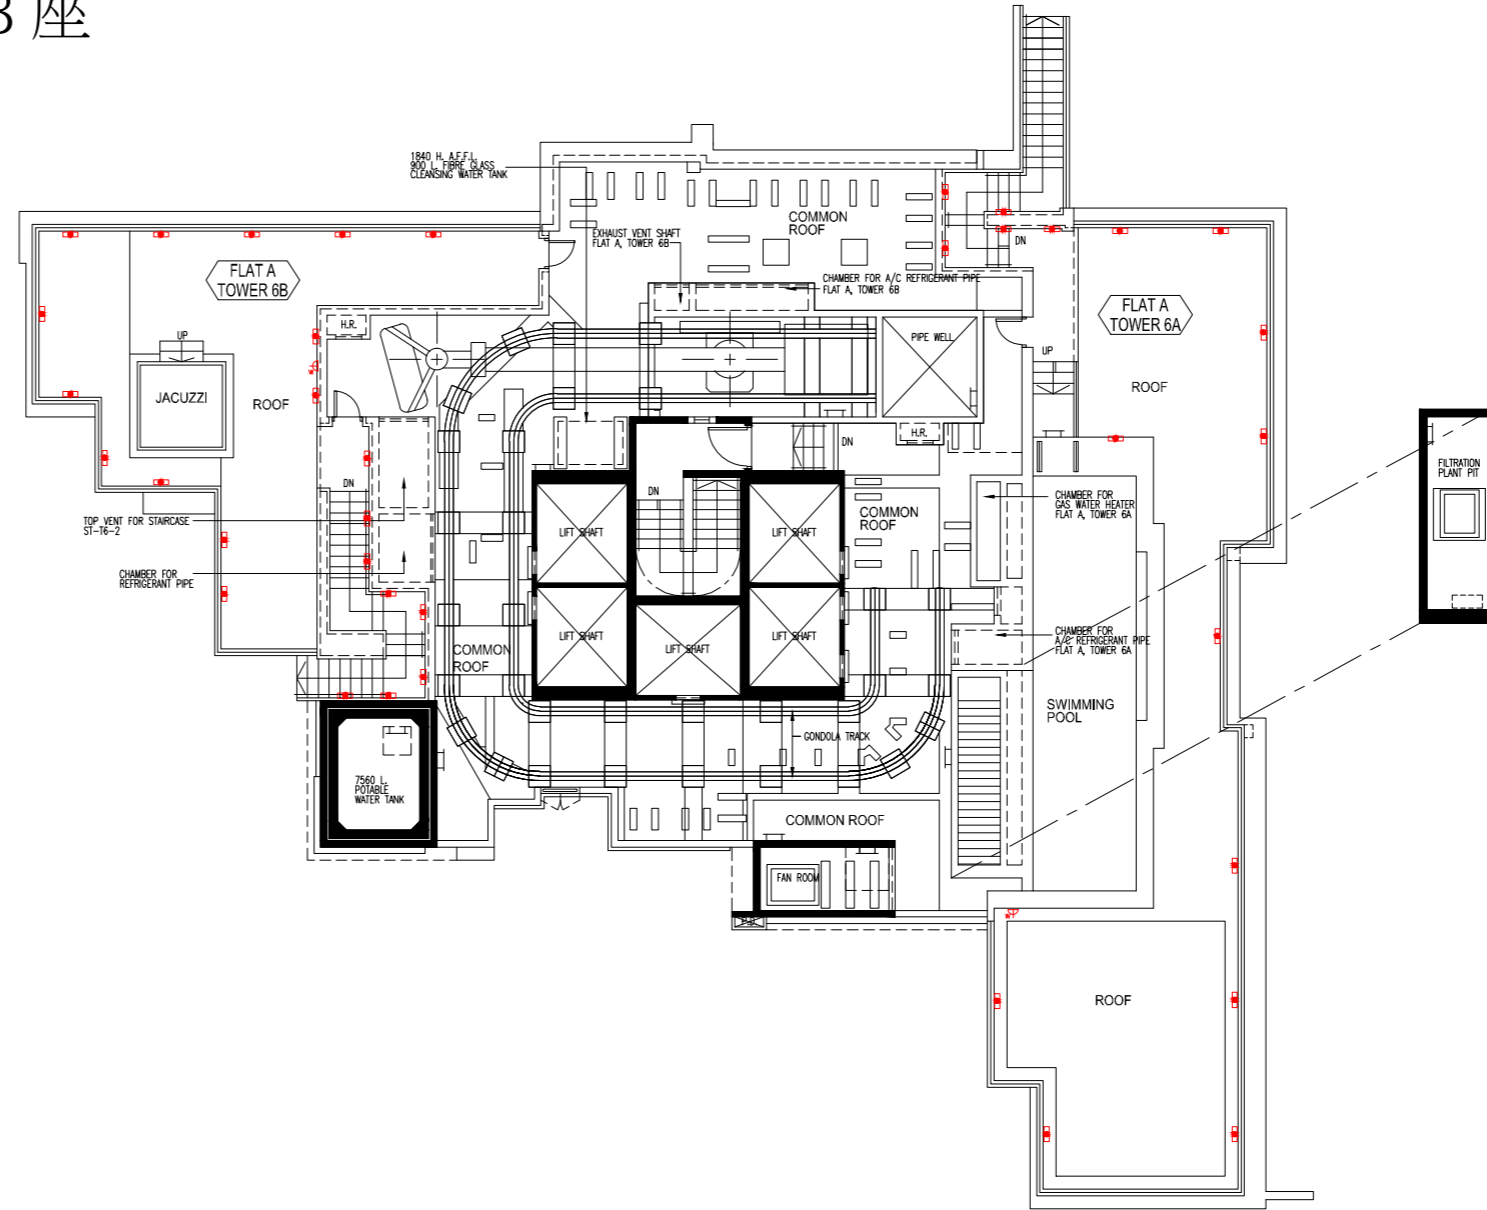 座
1840 H. A.F.F.L.
900 L. FIBRE GLASS
CLEANSING WATER TANK
COMMON
ROOF
EXHAUST VENT SHAFT
FLAT A, TOWER 6B
DN
FLAT A
TOWER 6B
CHAMBER FOR A/C REFRIGERANT PIPE
FLAT A, TOWER 6B
FLAT A
TOWER 6A
H.R.
UP
PIPE WELL
UP
JACUZZI
ROOF
ROOF
H.R.
DN
FILTRATION
PLANT PIT
DN
DN
CHAMBER FOR
GAS WATER HEATER
FLAT A, TOWER 6A
COMMON
ROOF
TOP VENT FOR STAIRCASE
ST-T6-2
LIFT SHAFT
LIFT SHAFT
CHAMBER FOR
REFRIGERANT PIPE
LIFT SHAFT
LIFT SHAFT
LIFT SHAFT
CHAMBER FOR
A/C REFRIGERANT PIPE
FLAT A, TOWER 6A
COMMON
ROOF
SWIMMING
POOL
GONDOLA TRACK
7560 L.
POTABLE
WATER TANK
COMMON ROOF
FAN ROOM
ROOF